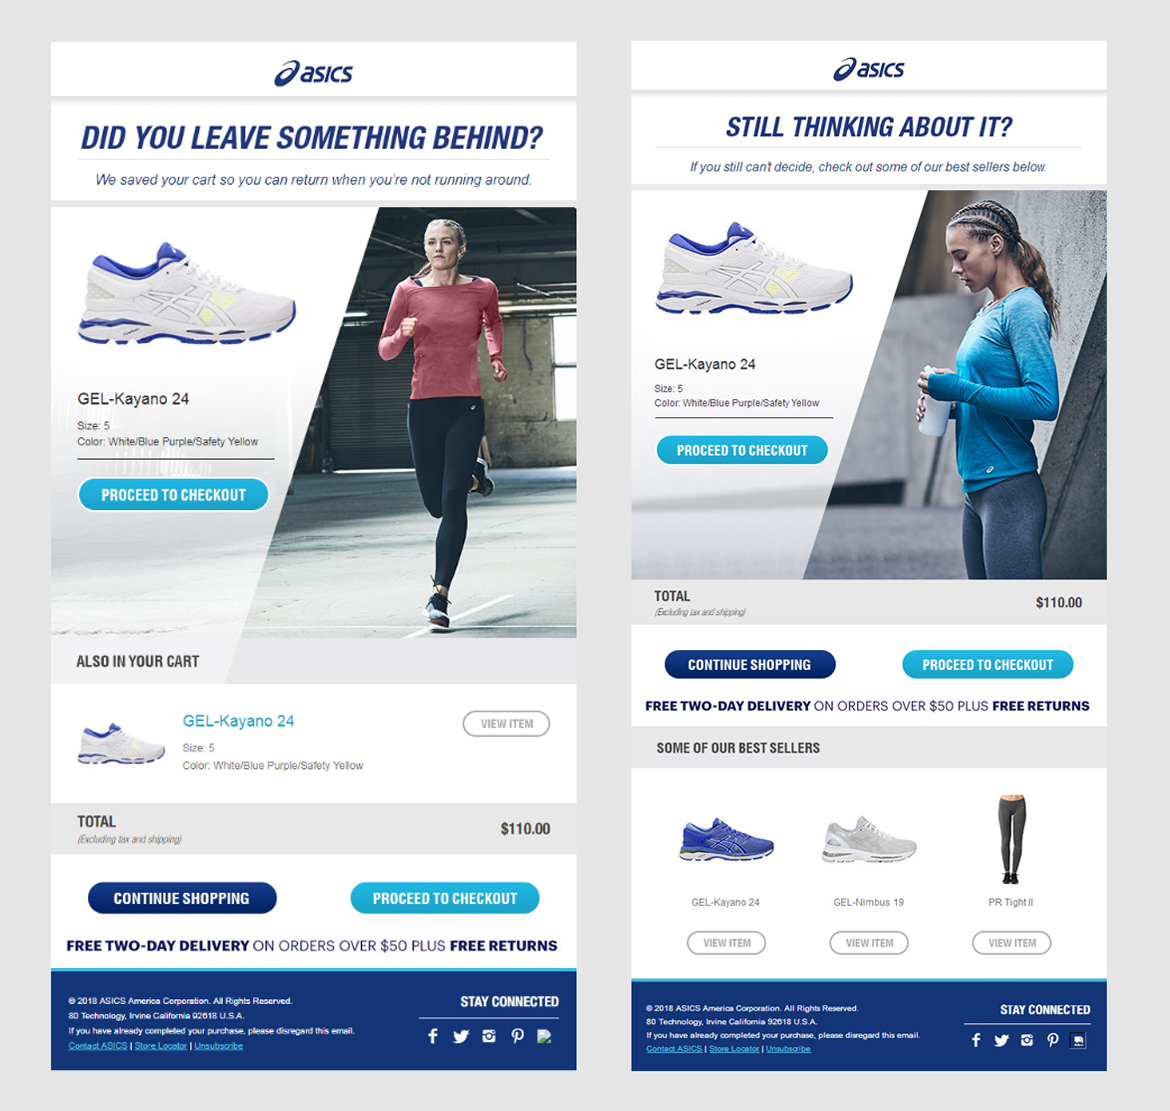 asics
DID YOU LEAVE SOMETHING BEHIND?
We saved your cart so you can return when you're not running around.
GEL-Kayano 24
Size: 5
Color: White/Blue Purple/Safety Yellow
PROCEED TO CHECKOUT
ALSO IN YOUR CART
GEL-Kayano 24
VIEW ITEM
Size: 5
Color: White/Blue Purple/Safety Yellow
TOTAL
(Excluding tax and shipping)
$110.00
CONTINUE SHOPPING
PROCEED TO CHECKOUT
FREE TWO-DAY DELIVERY ON ORDERS OVER $50 PLUS FREE RETURNS
© 2018 ASICS America Corporation. All Rights Reserved.
80 Technology, Irvine California 92618 U.S.A.
If you have already completed your purchase, please disregard this email.
Contact ASICS | Store Locator | Unsubscribe
STAY CONNECTED
asics
STILL THINKING ABOUT IT?
If you still can't decide, check out some of our best sellers below.
GEL-Kayano 24
Size: 5
Color: White/Blue Purple/Safety Yellow
PROCEED TO CHECKOUT
TOTAL
(Excluding tax and shipping)
$110.00
CONTINUE SHOPPING
PROCEED TO CHECKOUT
FREE TWO-DAY DELIVERY ON ORDERS OVER $50 PLUS FREE RETURNS
SOME OF OUR BEST SELLERS
GEL-Kayano 24
GEL-Nimbus 19
PR Tight II
VIEW ITEM
VIEW ITEM
VIEW ITEM
© 2018 ASICS America Corporation. All Rights Reserved.
80 Technology, Irvine California 92618 U.S.A.
If you have already completed your purchase, please disregard this email.
Contact ASICS | Store Locator | Unsubscribe
STAY CONNECTED